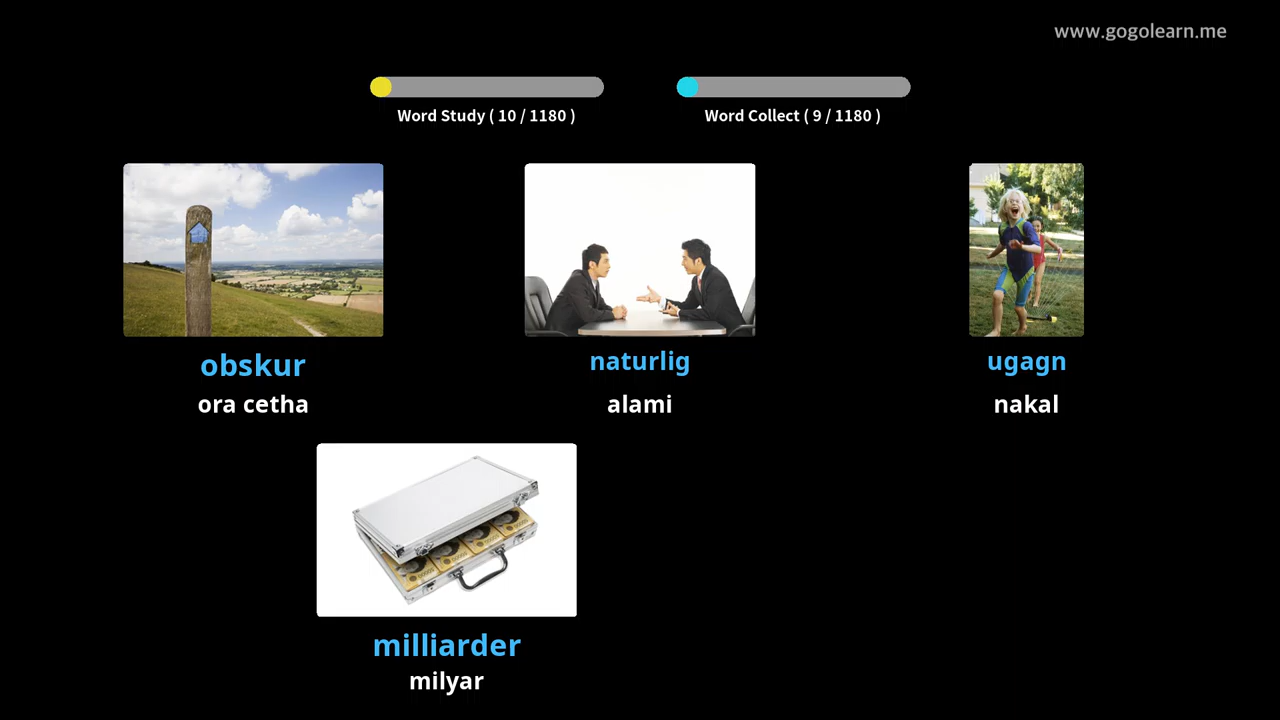 www.gogolearn.me
Word Study ( 10 / 1180 )
Word Collect ( 9 / 1180 )
obskur
ora cetha
naturlig
alami
ugagn
nakal
milliarder
milyar